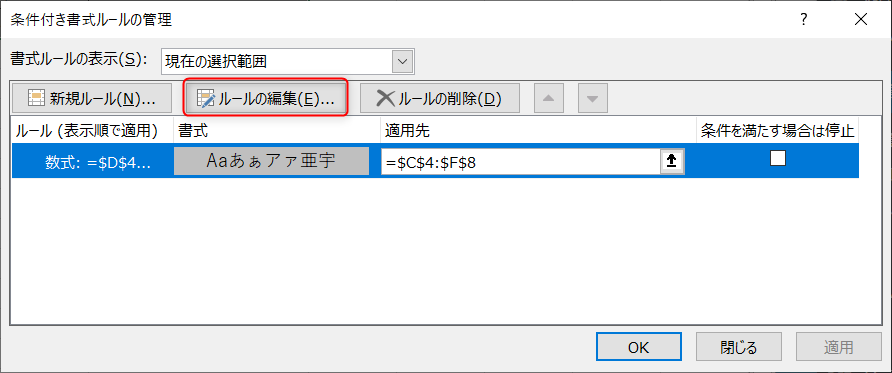 条件付き書式ルールの管理 ?
書式ルールの表示(S): 現在の選択範囲
新規ルール(N)... ルールの編集(E)... ルールの削除(D)
ルール (表示順で適用) 書式 適用先 条件を満たす場合は停止
数式: =$D$4... Aaあぁアァ亜宇 =$C$4:$F$8
OK 閉じる 適用